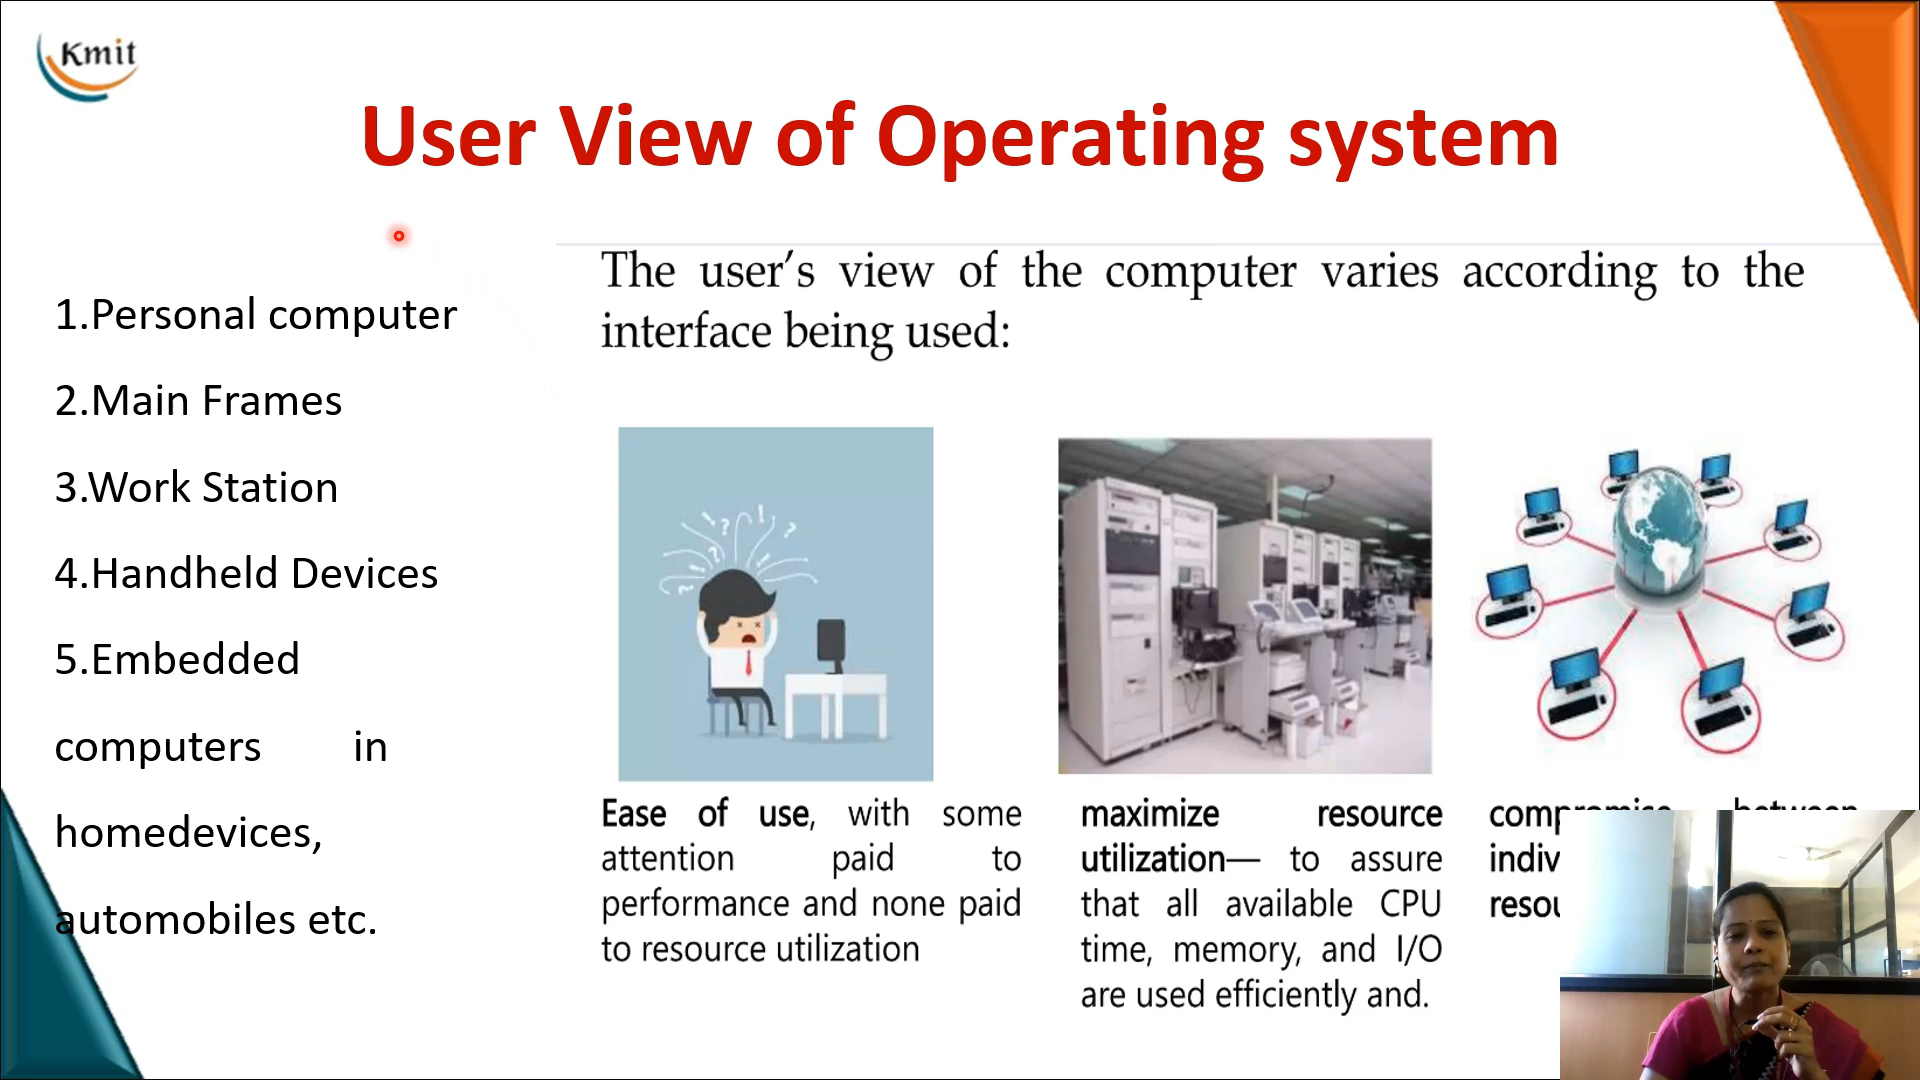 Kmit
User View of Operating system
1.Personal computer
2.Main Frames
3.Work Station
4.Handheld Devices
5.Embedded
computers in
homedevices,
automobiles etc.
The user's view of the computer varies according to the
interface being used:
Ease of use, with some
attention paid to
performance and none paid
to resource utilization
maximize resource
utilization— to assure
that all available CPU
time, memory, and I/O
are used efficiently and.
compromise between